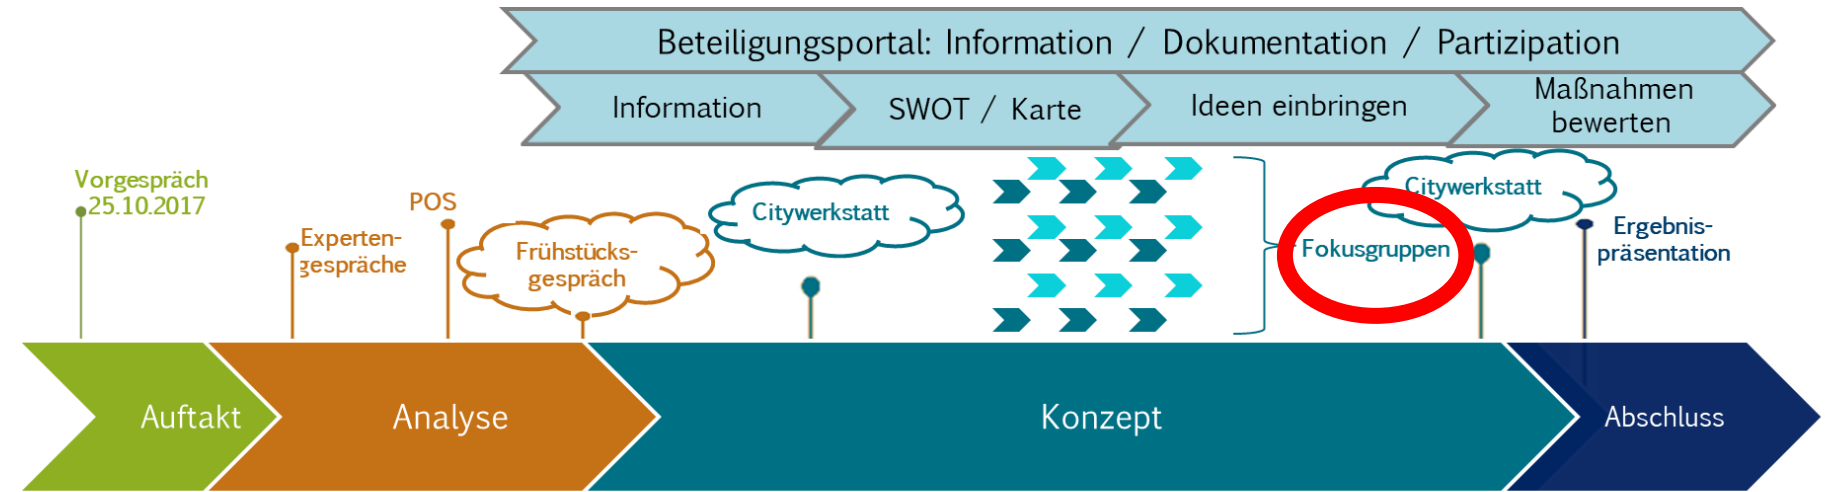 Beteiligungsportal: Information / Dokumentation / Partizipation
Information
SWOT / Karte
Ideen einbringen
Maßnahmen
bewerten
Vorgespräch
25.10.2017
Experten-
gespräche
POS
Frühstücks-
gespräch
Citywerkstatt
Fokusgruppen
Citywerkstatt
Ergebnis-
präsentation
Auftakt
Analyse
Konzept
Abschluss